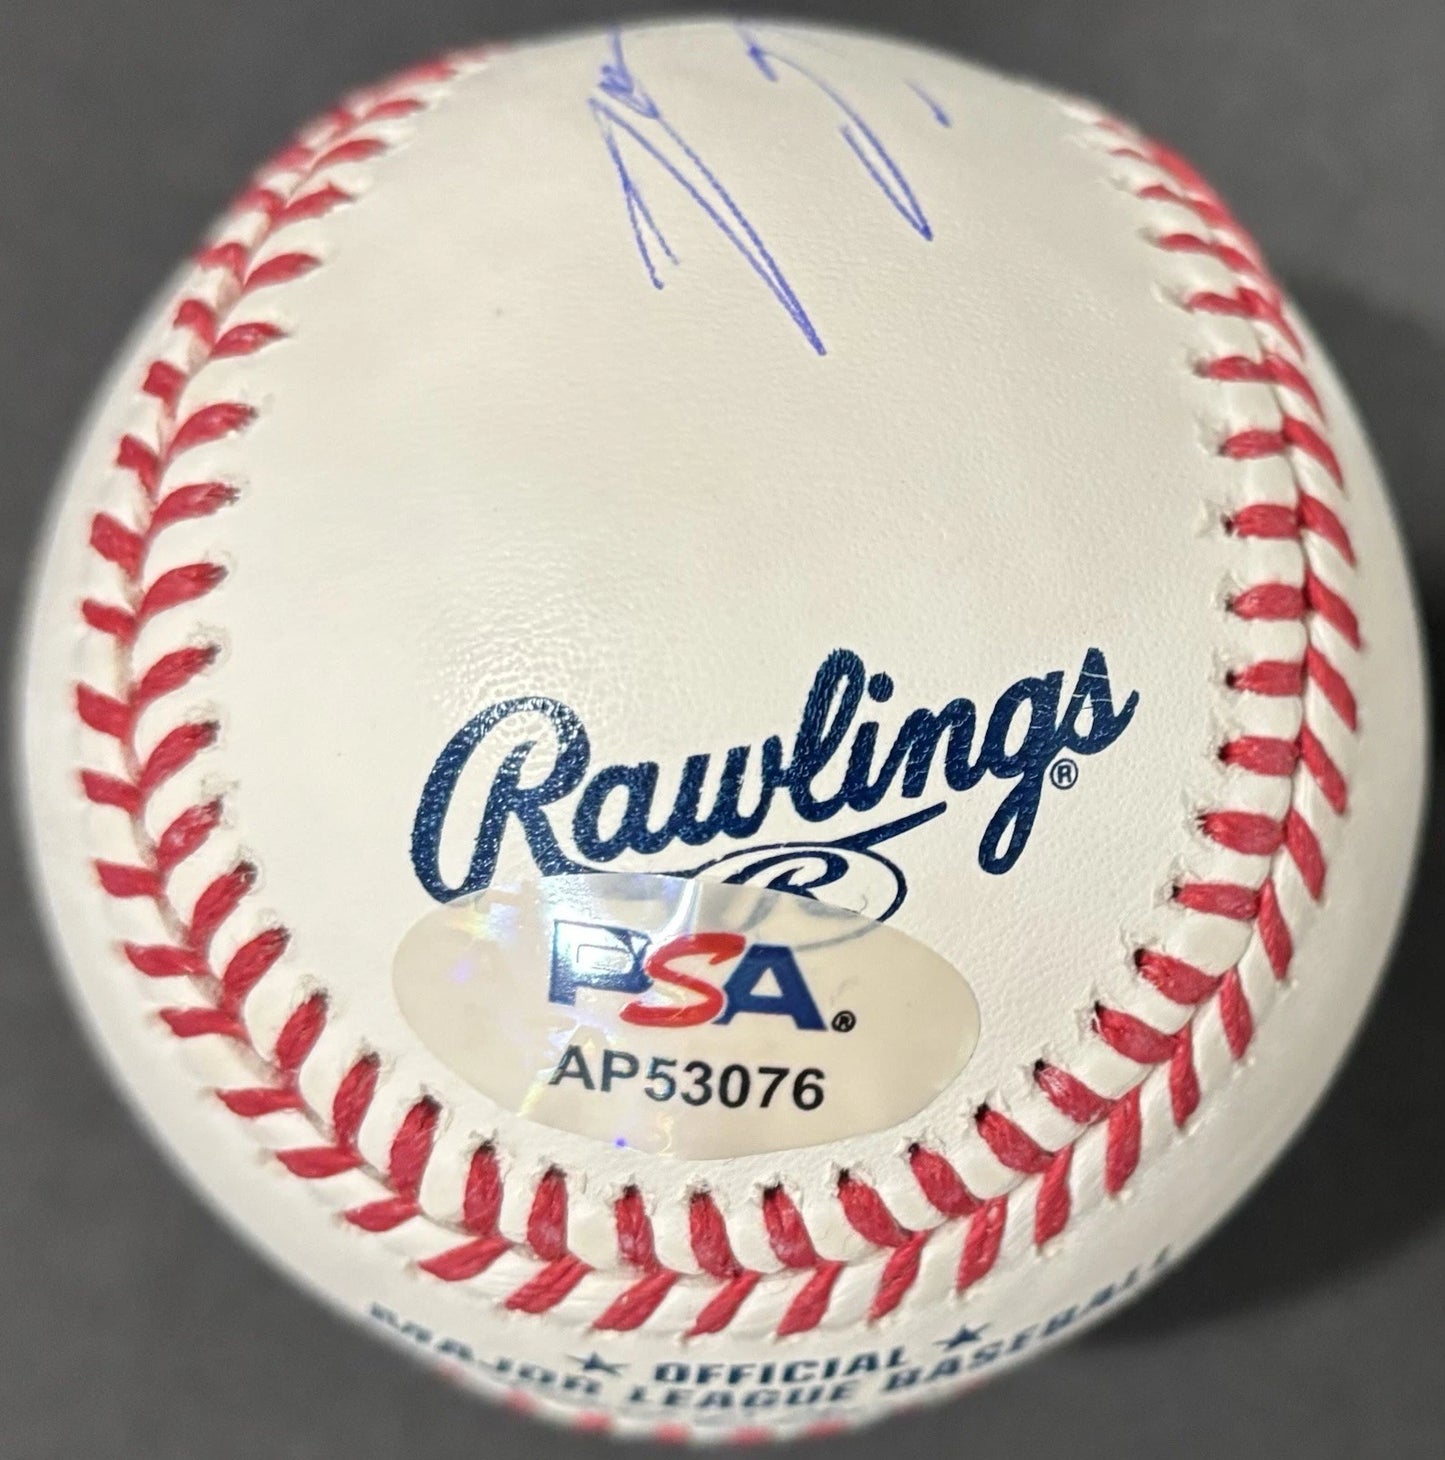 Rawlings®
R
PSA®
AP53076
★ OFFICIAL ★
MAJOR LEAGUE BASEBALL